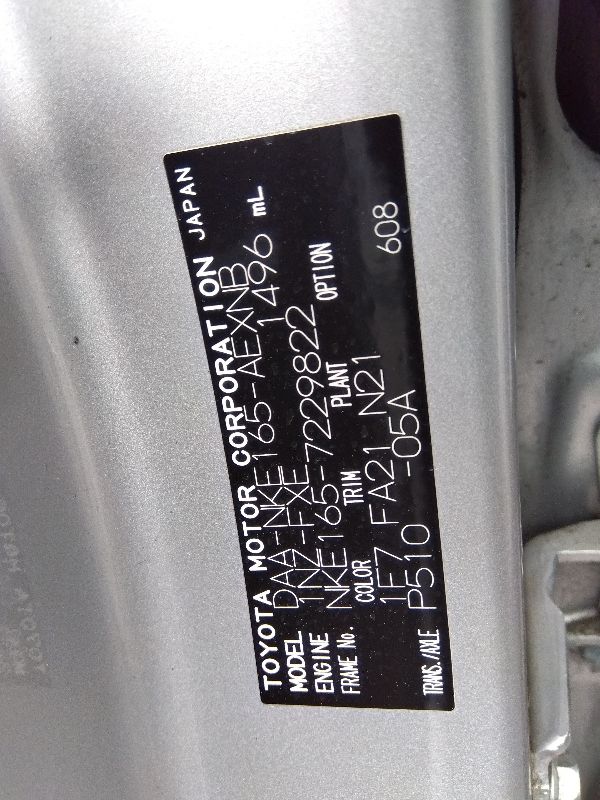 TOYOTA MOTOR CORPORATION JAPAN
MODEL DAA-NKE165-AEXNB
ENGINE 1NZ-FXE 1496 mL
FRAME No. NKE165-7229822
COLOR TRIM PLANT OPTION
1F7 FA21 N21
TRANS./AXLE P510 -05A 608